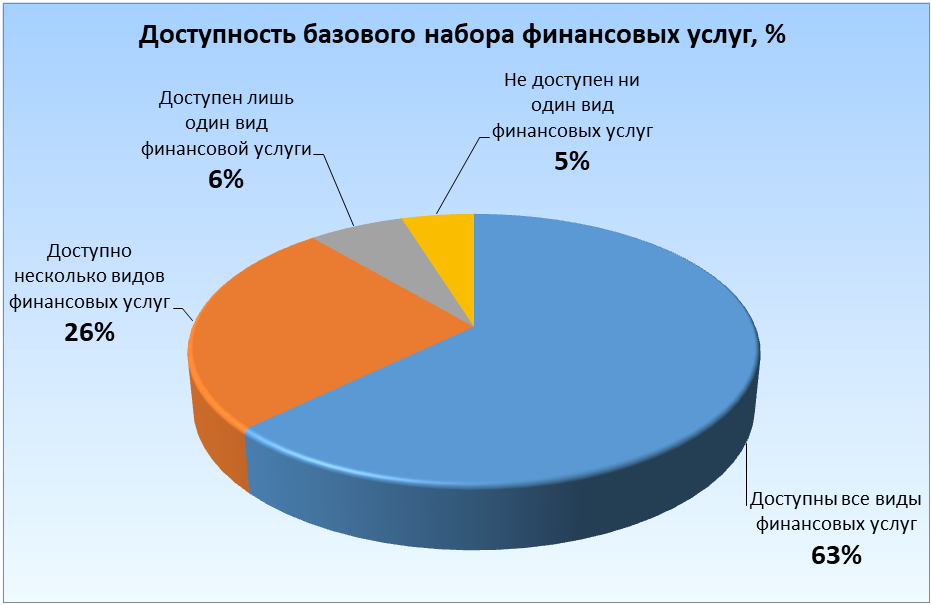 Доступность базового набора финансовых услуг, %
Не доступен ни
один вид
финансовых услуг
5%
Доступен лишь
один вид
финансовой услуги
6%
Доступно
несколько видов
финансовых услуг
26%
Доступны все виды
финансовых услуг
63%